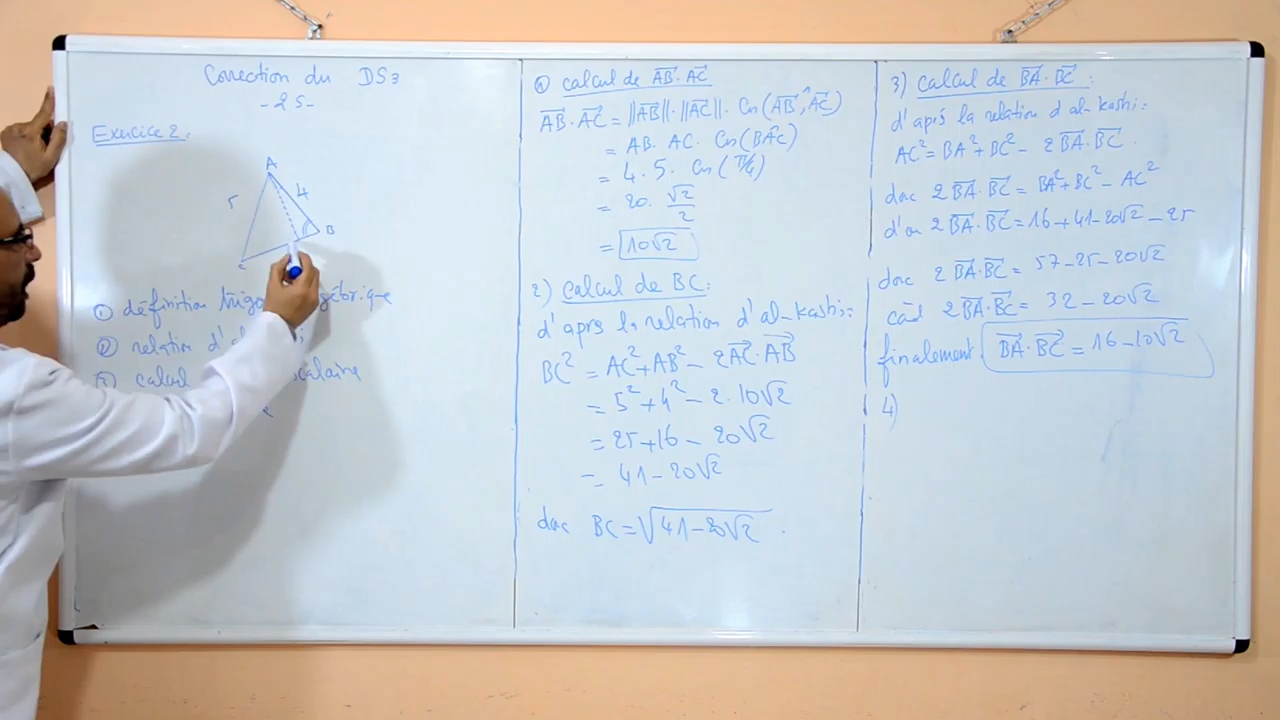 Correction du DS3
- 2S -
Exercice 2:
A
5
4
B
C
① définition
② relation d'al
③ calcul scalaire
1) calcul de AB→·AC→
AB→·AC→ = ||AB→||·||AC→||·Cos(AB→^,AC→)
= AB·AC·Cos(BÂC)
= 4·5·Cos(π/4)
= 20·√2/2
= 10√2
2) calcul de BC:
d'après la relation d'al-kashi:
BC² = AC²+AB² - 2AC→·AB→
= 5²+4² - 2·10√2
= 25+16 - 20√2
= 41-20√2
donc BC = √(41-20√2).
3) calcul de BA→·BC→:
d'après la relation d'al-kashi:
AC² = BA²+BC² - 2BA→·BC→.
donc 2BA→·BC→ = BA²+BC² - AC²
d'où 2BA→·BC→ = 16+41-20√2-25
donc 2BA→·BC→ = 57-25-20√2
càd 2BA→·BC→ = 32-20√2
finalement BA→·BC→ = 16-10√2
4)